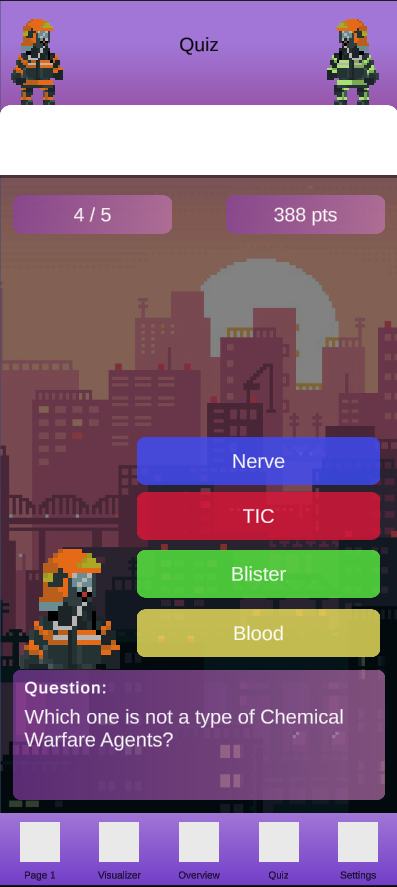 Quiz
4 / 5
388 pts
Nerve
TIC
Blister
Blood
Question:
Which one is not a type of Chemical
Warfare Agents?
Page 1
Visualizer
Overview
Quiz
Settings